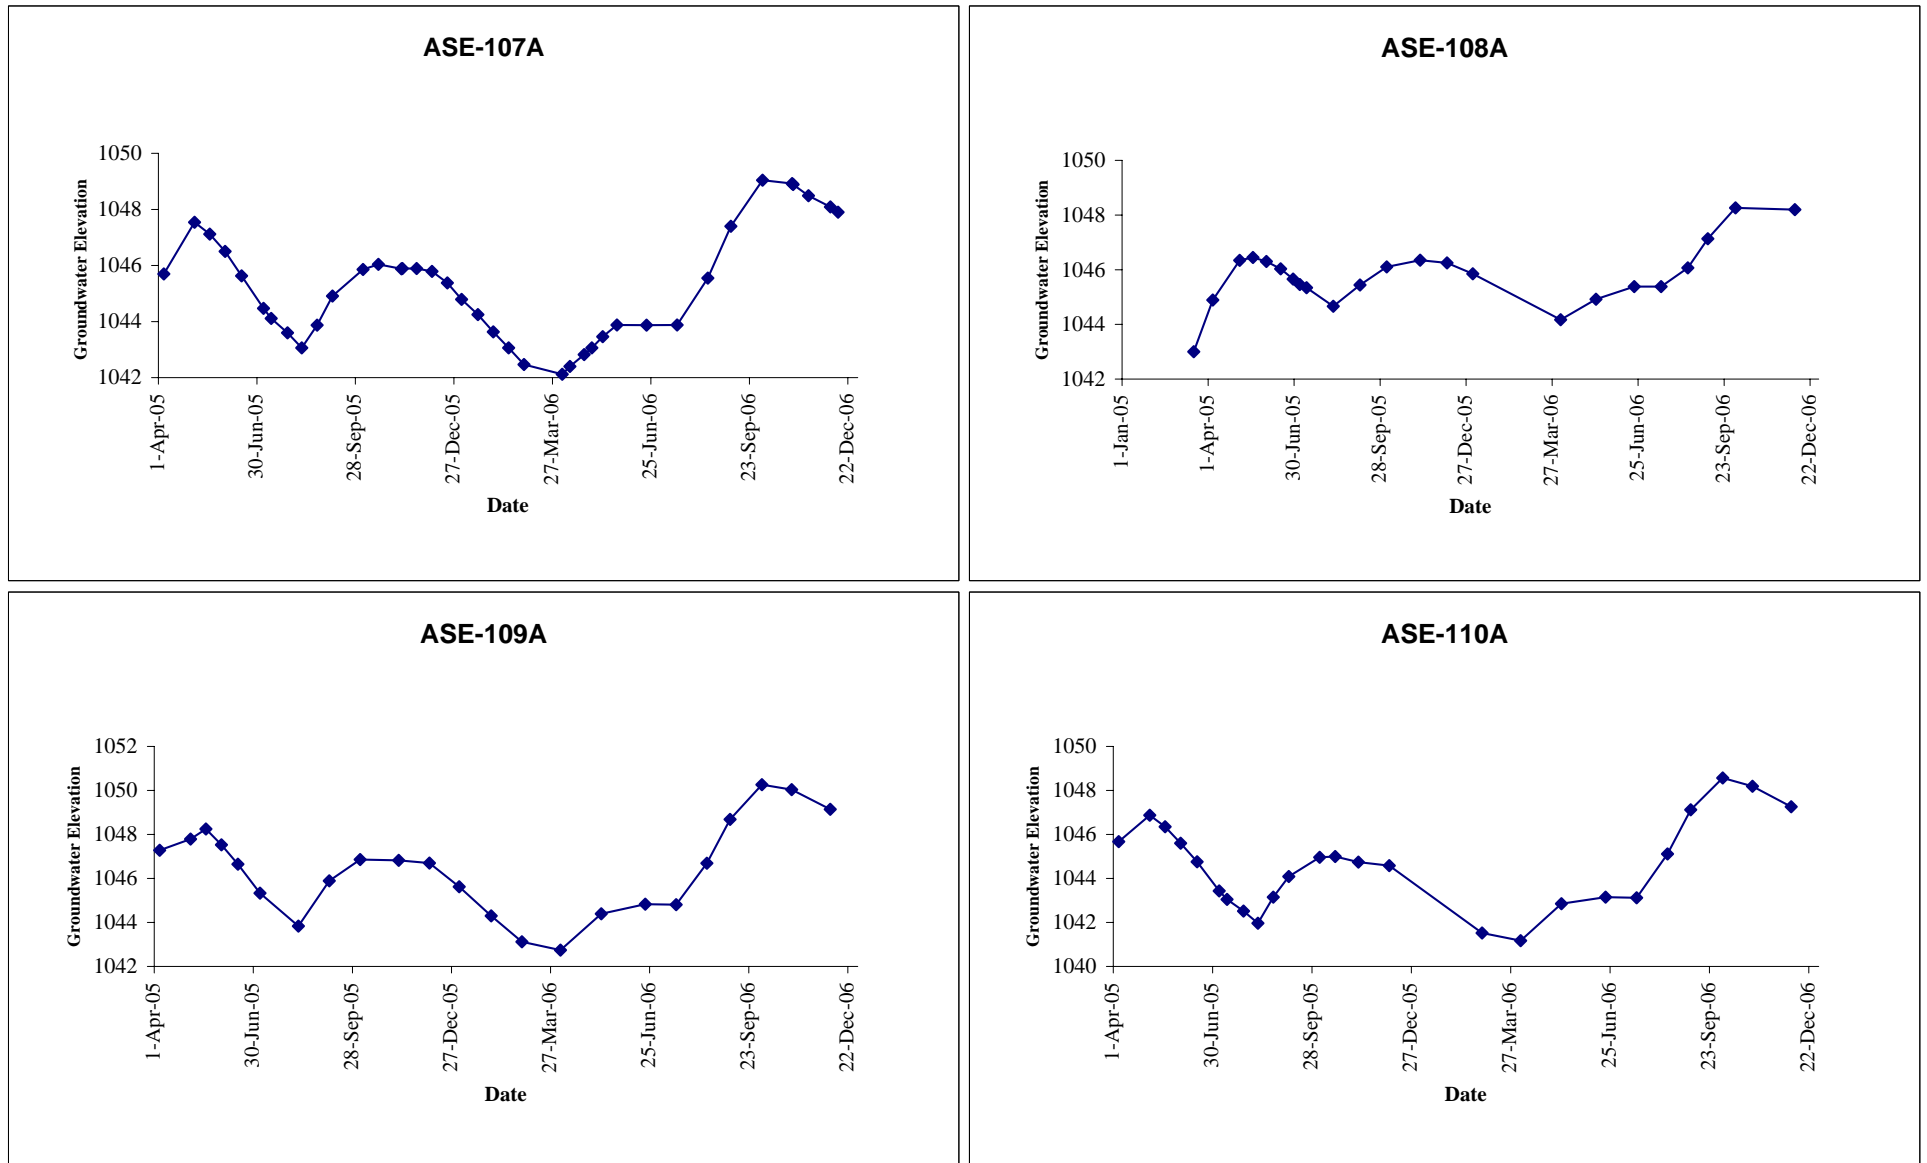 ASE-107A
Groundwater Elevation
1050
1048
1046
1044
1042
1-Apr-05
30-Jun-05
28-Sep-05
27-Dec-05
27-Mar-06
25-Jun-06
23-Sep-06
22-Dec-06
Date
ASE-108A
Groundwater Elevation
1050
1048
1046
1044
1042
1-Jan-05
1-Apr-05
30-Jun-05
28-Sep-05
27-Dec-05
27-Mar-06
25-Jun-06
23-Sep-06
22-Dec-06
Date
ASE-109A
Groundwater Elevation
1052
1050
1048
1046
1044
1042
1-Apr-05
30-Jun-05
28-Sep-05
27-Dec-05
27-Mar-06
25-Jun-06
23-Sep-06
22-Dec-06
Date
ASE-110A
Groundwater Elevation
1050
1048
1046
1044
1042
1040
1-Apr-05
30-Jun-05
28-Sep-05
27-Dec-05
27-Mar-06
25-Jun-06
23-Sep-06
22-Dec-06
Date